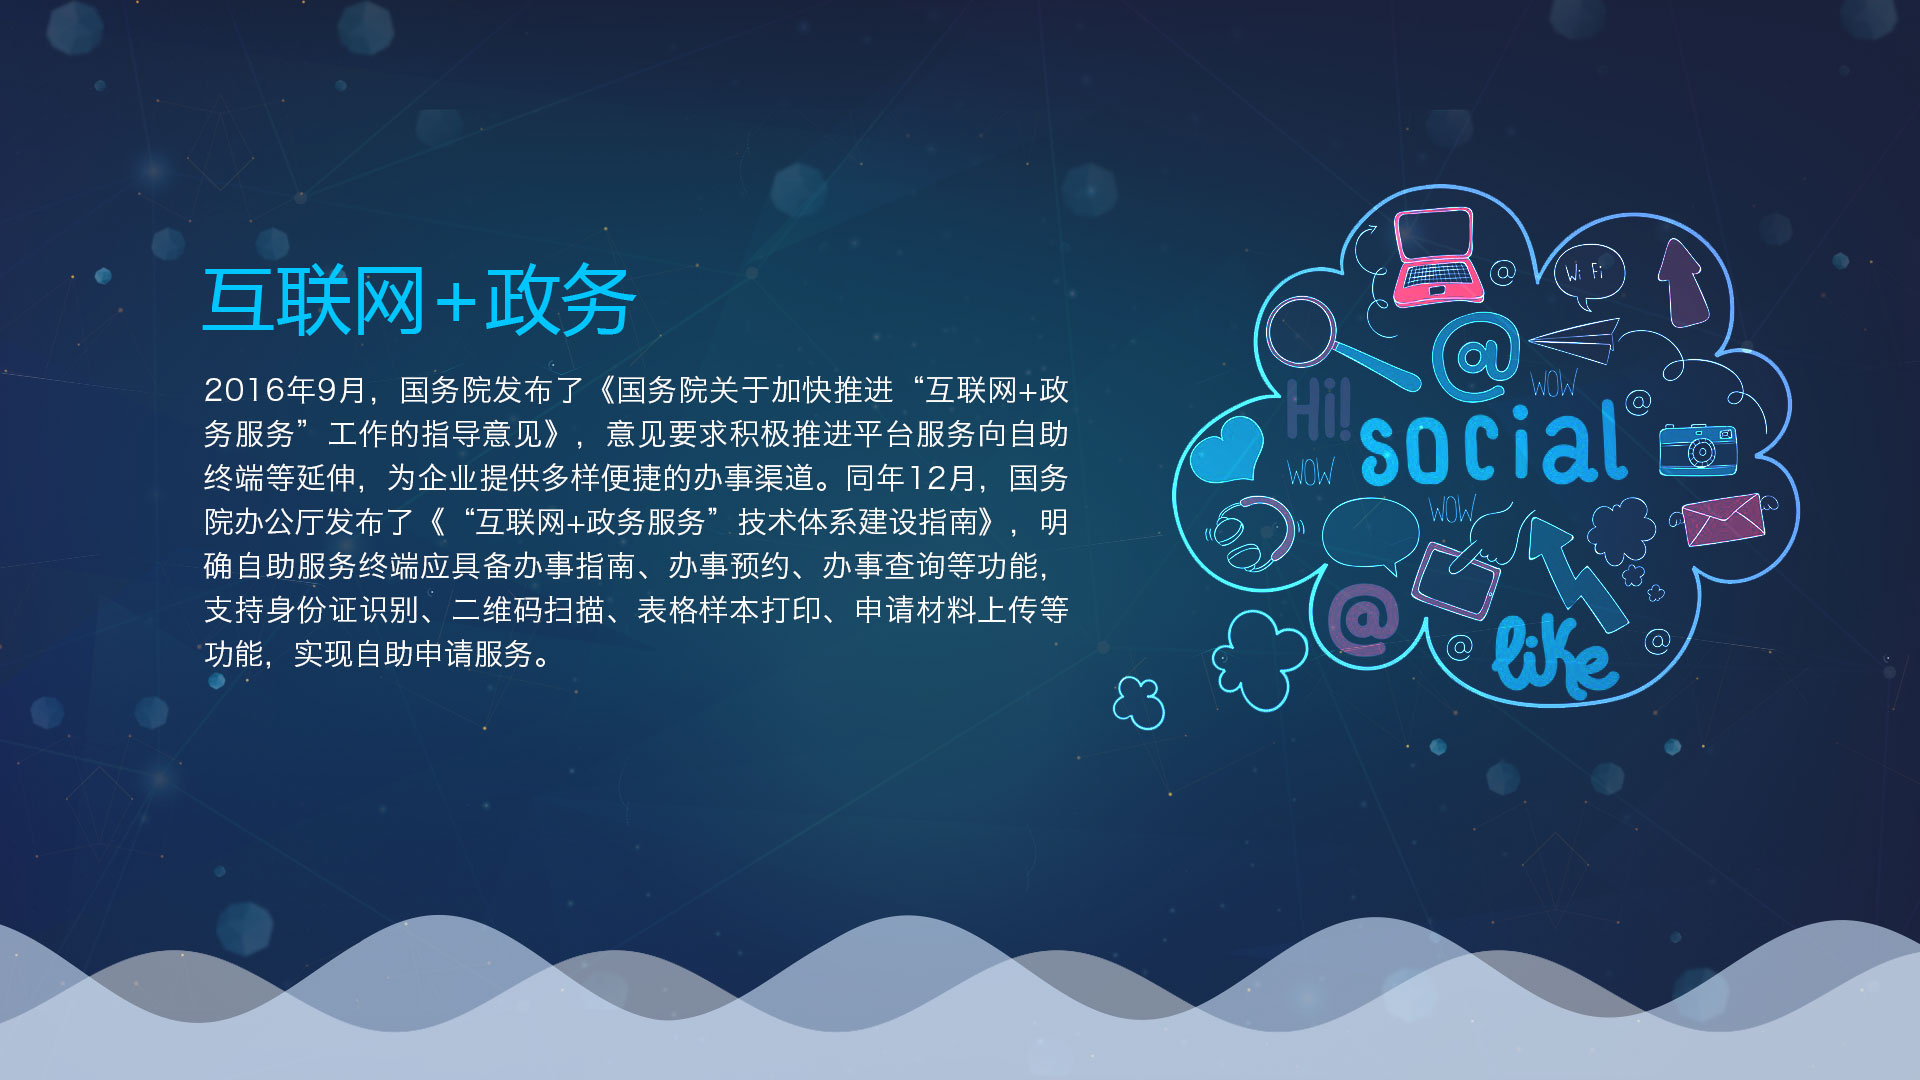 互联网+政务
2016年9月，国务院发布了《国务院关于加快推进“互联网+政
务服务”工作的指导意见》，意见要求积极推进平台服务向自助
终端等延伸，为企业提供多样便捷的办事渠道。同年12月，国务
院办公厅发布了《“互联网+政务服务”技术体系建设指南》，明
确自助服务终端应具备办事指南、办事预约、办事查询等功能，
支持身份证识别、二维码扫描、表格样本打印、申请材料上传等
功能，实现自助申请服务。
@
Wi Fi
@
WOW
Hi!
@
social
WOW
WOW
@
@
like
@